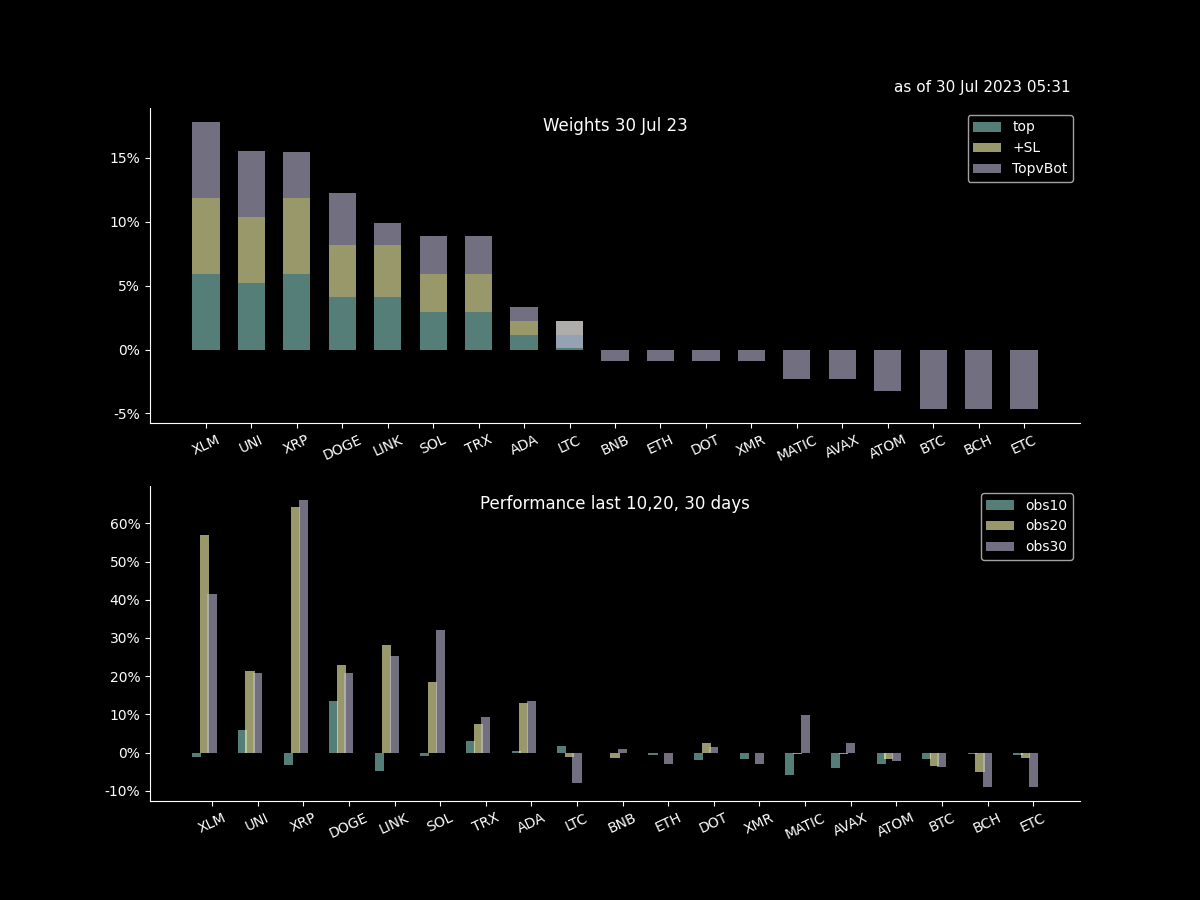 as of 30 Jul 2023 05:31
Weights 30 Jul 23
top
+SL
TopvBot
15%
10%
5%
0%
-5%
XLM UNI XRP DOGE LINK SOL TRX ADA LTC BNB ETH DOT XMR MATIC AVAX ATOM BTC BCH ETC
Performance last 10,20, 30 days
obs10
obs20
obs30
60%
50%
40%
30%
20%
10%
0%
-10%
XLM UNI XRP DOGE LINK SOL TRX ADA LTC BNB ETH DOT XMR MATIC AVAX ATOM BTC BCH ETC